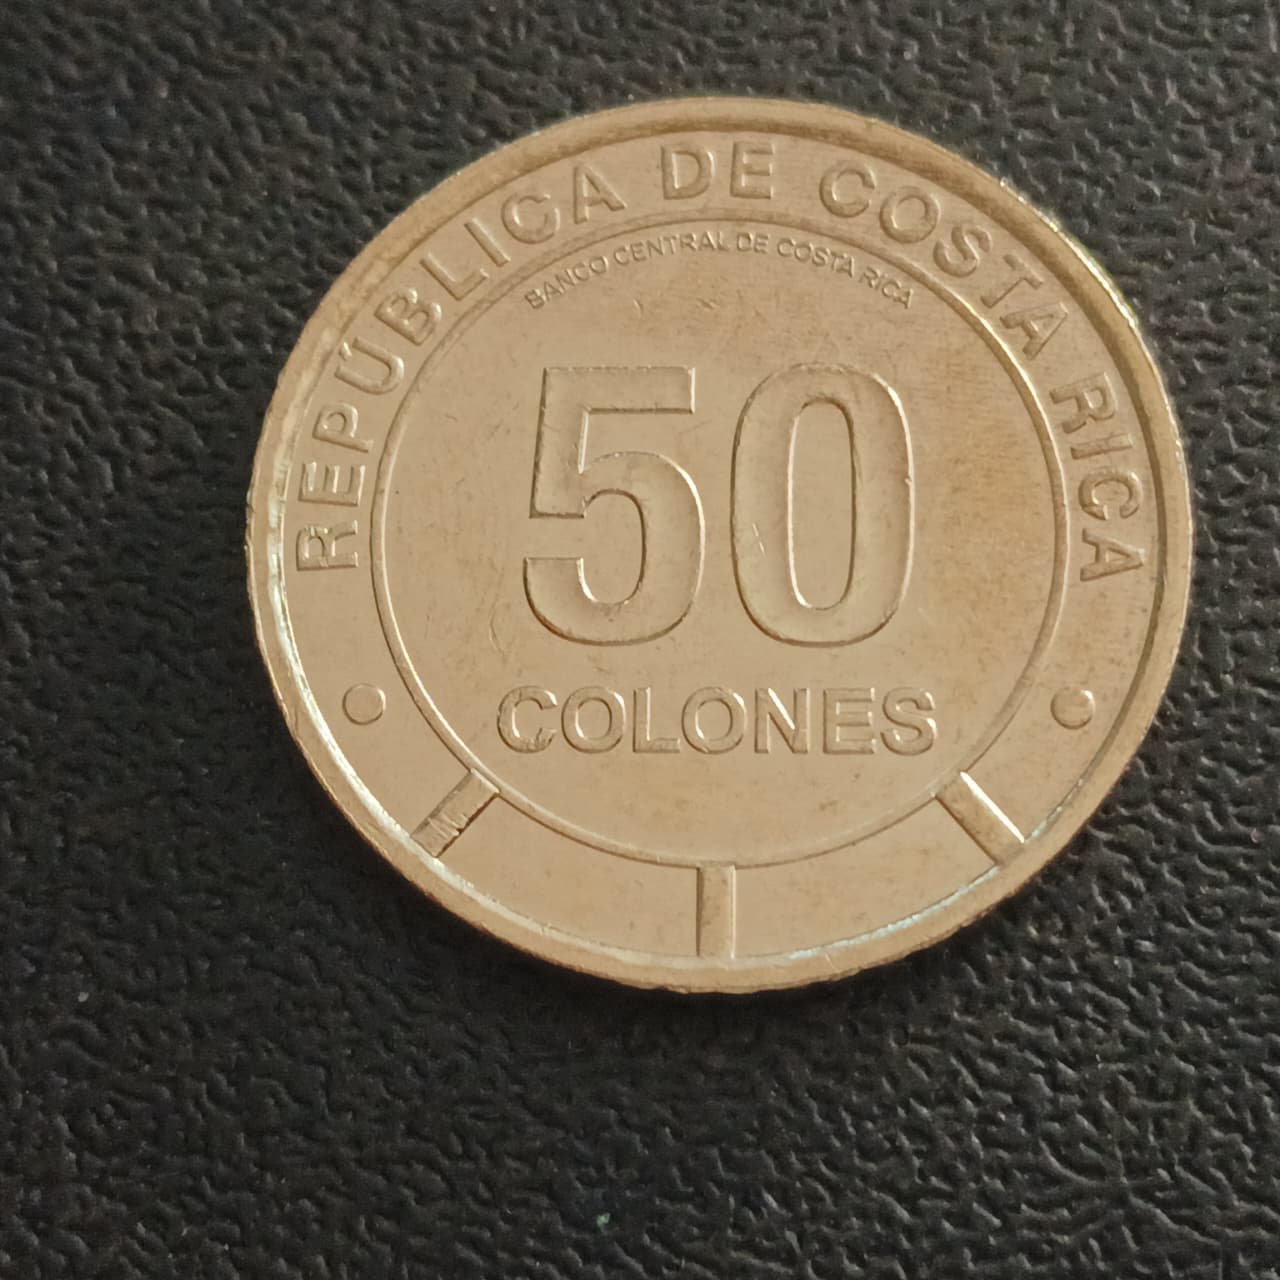 REPÚBLICA DE COSTA RICA
BANCO CENTRAL DE COSTA RICA
50
COLONES